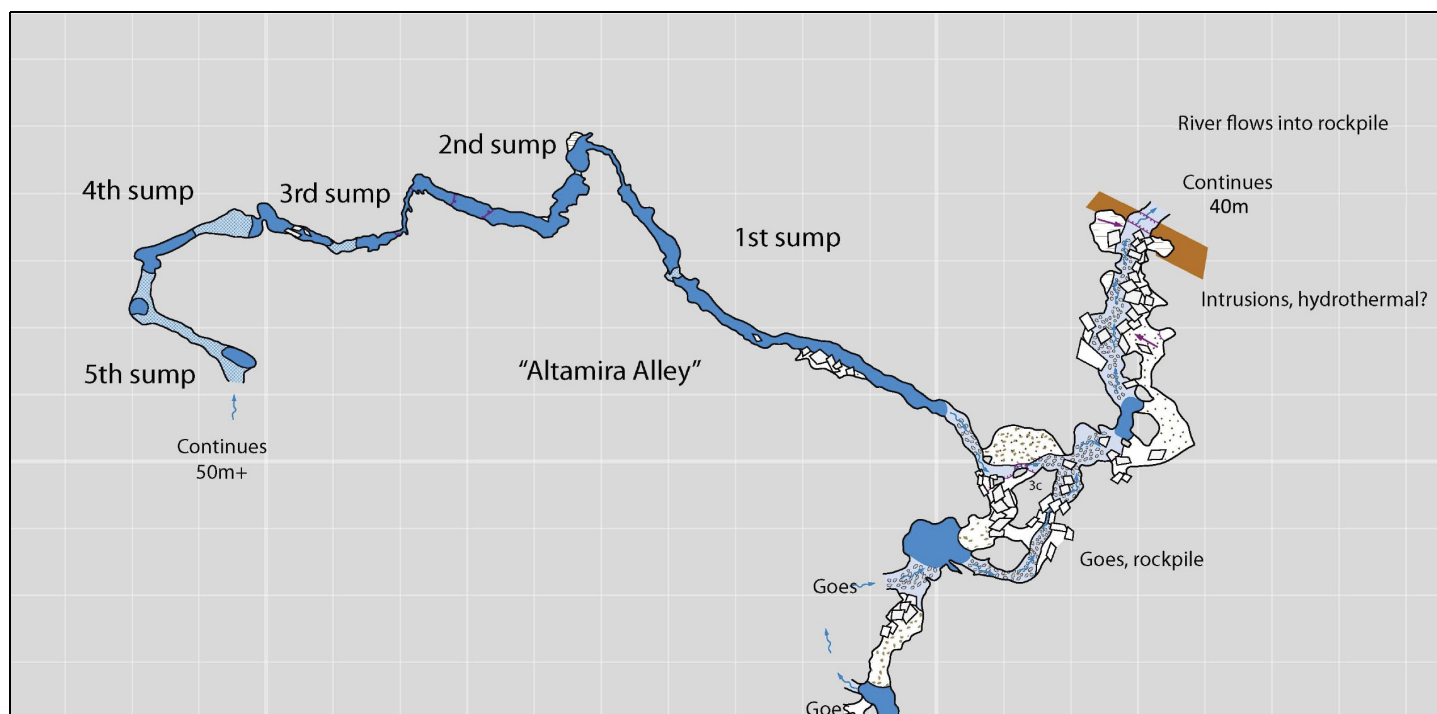 River flows into rockpile
2nd sump
4th sump
3rd sump
Continues
40m
1st sump
Intrusions, hydrothermal?
"Altamira Alley"
5th sump
Continues
50m+
3c
Goes, rockpile
Goes
Goes